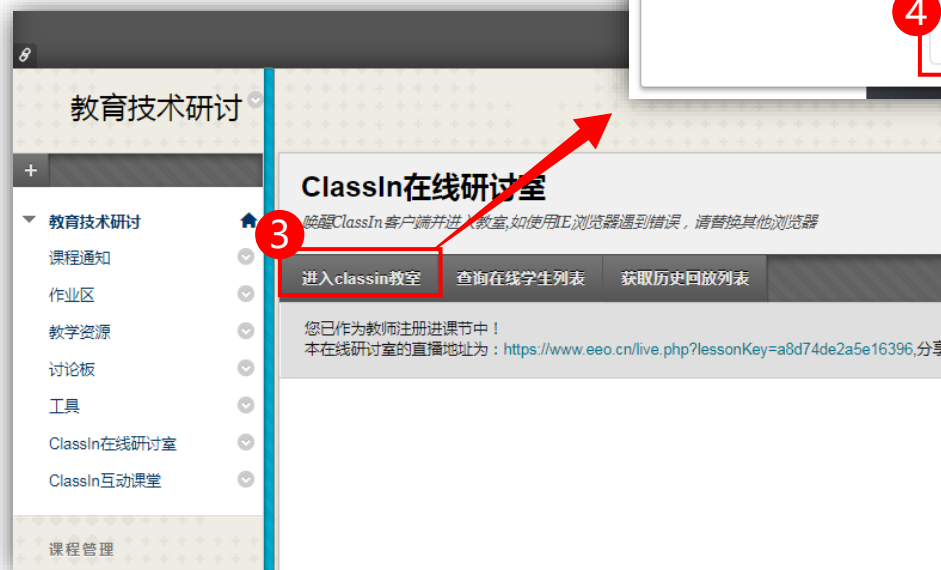 4
教育技术研讨
ClassIn在线研讨室
唤醒ClassIn客户端并进入教室,如使用IE浏览器遇到错误，请替换其他浏览器
3
教育技术研讨
进入classin教室 查询在线学生列表 获取历史回放列表
课程通知
作业区
教学资源
讨论板
工具
ClassIn在线研讨室
ClassIn互动课堂
课程管理
您已作为教师注册进课节中！
本在线研讨室的直播地址为：https://www.eeo.cn/live.php?lessonKey=a8d74de2a5e16396,分享